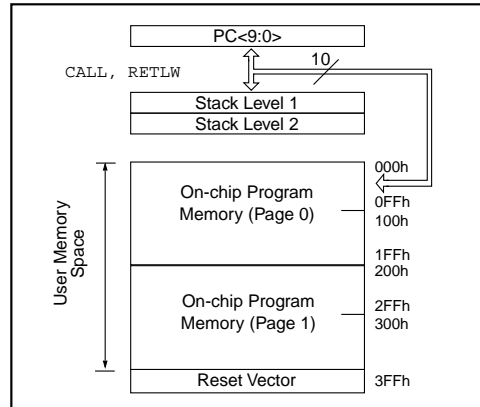 PC<9:0>
10
CALL, RETLW
Stack Level 1
Stack Level 2
000h
On-chip Program
Memory (Page 0)
0FFh
100h
1FFh
200h
User Memory
Space
On-chip Program
Memory (Page 1)
2FFh
300h
Reset Vector
3FFh